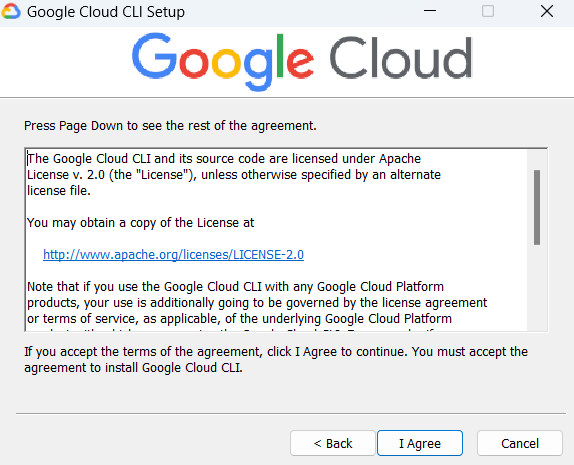 Google Cloud CLI Setup
Google Cloud
Press Page Down to see the rest of the agreement.
The Google Cloud CLI and its source code are licensed under Apache
License v. 2.0 (the "License"), unless otherwise specified by an alternate
license file.
You may obtain a copy of the License at
http://www.apache.org/licenses/LICENSE-2.0
Note that if you use the Google Cloud CLI with any Google Cloud Platform
products, your use is additionally going to be governed by the license agreement
or terms of service, as applicable, of the underlying Google Cloud Platform
If you accept the terms of the agreement, click I Agree to continue. You must accept the
agreement to install Google Cloud CLI.
< Back
I Agree
Cancel